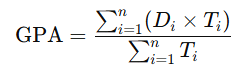 GPA = \frac{\sum_{i=1}^{n} (D_i \times T_i)}{\sum_{i=1}^{n} T_i}